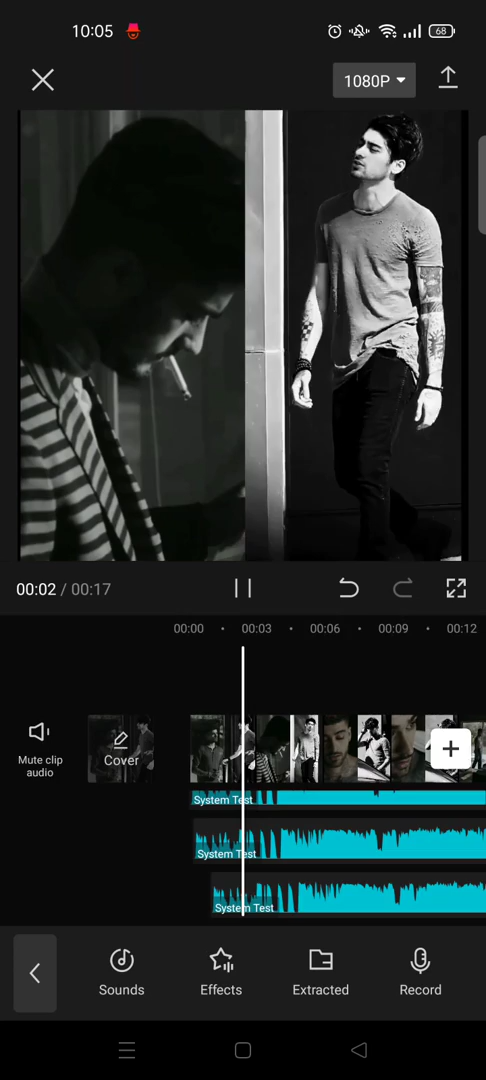 10:05
68
1080P
00:02 / 00:17
00:00 • 00:03 • 00:06 • 00:09 • 00:12
Mute clip
audio
Cover
System Test
System Test
System Test
Sounds
Effects
Extracted
Record